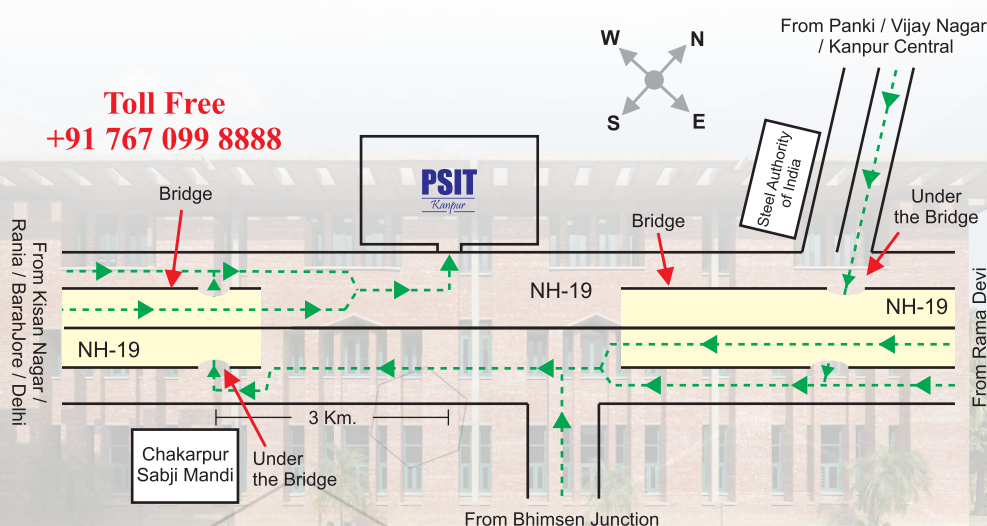 From Panki / Vijay Nagar
/ Kanpur Central
W
N
S
E
Toll Free
+91 767 099 8888
PSIT
Kanpur
Steel Authority
of India
Bridge
Bridge
Under
the Bridge
From Kisan Nagar /
Rania / BarahJore / Delhi
NH-19
NH-19
NH-19
From Rama Devi
3 Km.
Chakarpur
Sabji Mandi
Under
the Bridge
From Bhimsen Junction